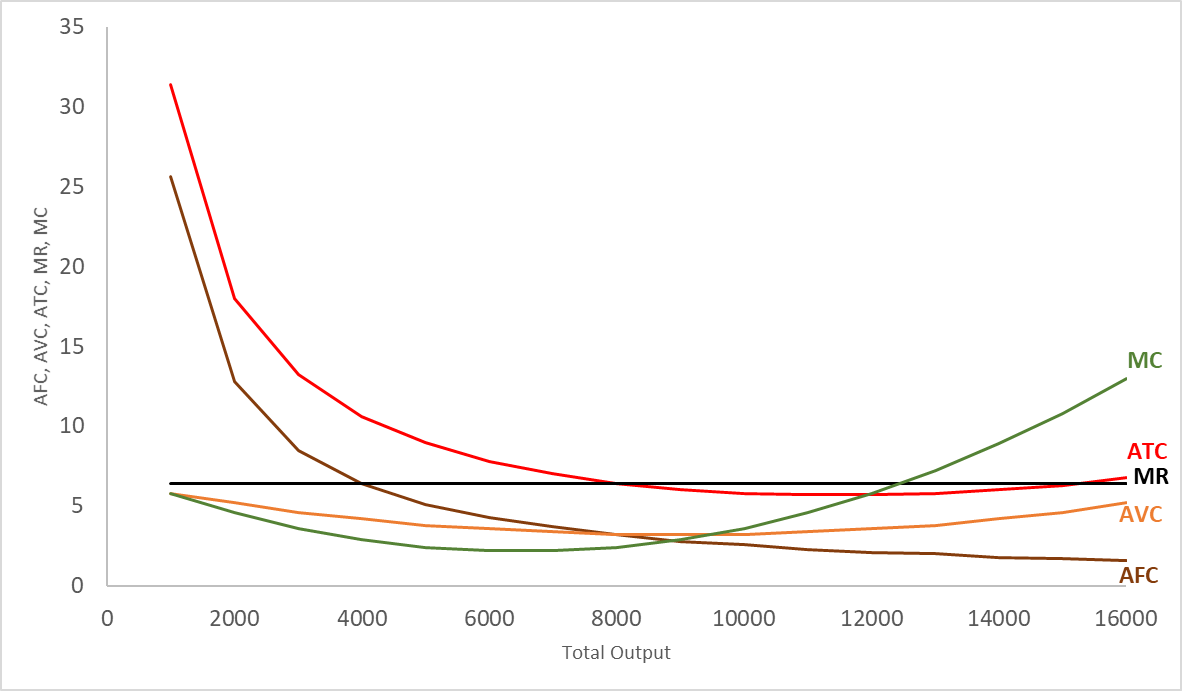 35
30
25
20
15
10
5
0
AFC, AVC, ATC, MR, MC
MC
ATC
MR
AVC
AFC
0 2000 4000 6000 8000 10000 12000 14000 16000
Total Output